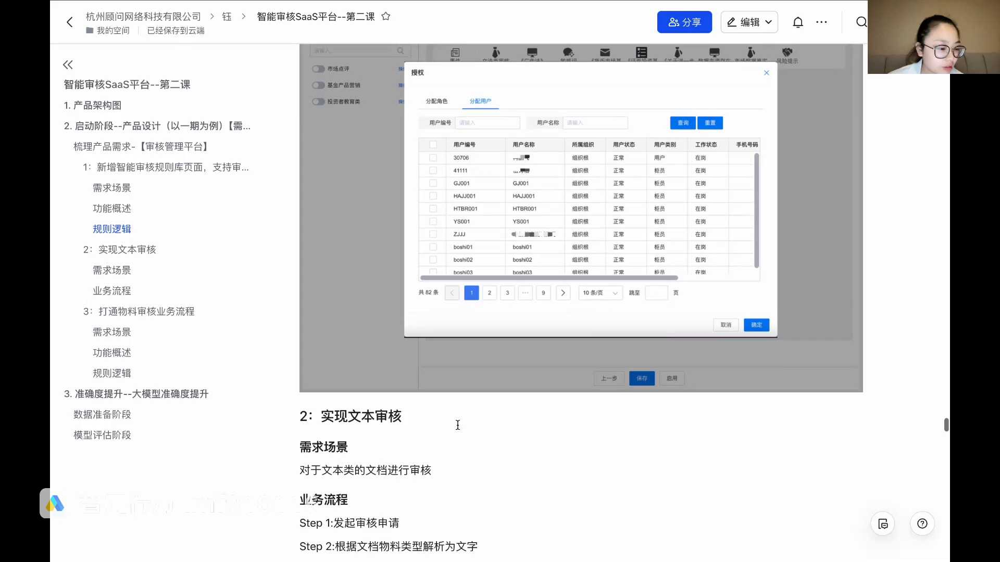 杭州顾问网络科技有限公司 > 钰 > 智能审核SaaS平台--第二课
我的空间 | 已经保存到云端
分享
编辑
智能审核SaaS平台--第二课
1. 产品架构图
2. 启动阶段--产品设计（以一期为例）【需...
梳理产品需求-【审核管理平台】
1：新增智能审核规则库页面，支持审...
需求场景
功能概述
规则逻辑
2：实现文本审核
需求场景
业务流程
3：打通物料审核业务流程
需求场景
功能概述
规则逻辑
3. 准确度提升--大模型准确度提升
数据准备阶段
模型评估阶段
请输入
市场点评
基金产品营销
投资者教育类
风险提示
授权
分配角色 分配用户
用户编号 请输入 用户名称 请输入 查询 重置
用户编号 用户名称 所属组织 用户状态 用户类别 工作状态 手机号码
30706 组织根 正常 用户 在岗
41111 组织根 正常 柜员 在岗
GJ001 GJ001 组织根 正常 柜员 在岗
HAJJ001 HAJJ001 组织根 正常 柜员 在岗
HTBR001 HTBR001 组织根 正常 柜员 在岗
YS001 YS001 组织根 正常 柜员 在岗
ZJJJ 组织根 正常 柜员 在岗
boshi01 boshi01 组织根 正常 柜员 在岗
boshi02 boshi02 组织根 正常 柜员 在岗
boshi03 boshi03 组织根 正常 柜员 在岗
共 82 条 1 2 3 ··· 9 10 条/页 跳至 页
取消 确定
上一步 保存 启用
2：实现文本审核
需求场景
对于文本类的文档进行审核
业务流程
Step 1:发起审核申请
Step 2:根据文档物料类型解析为文字